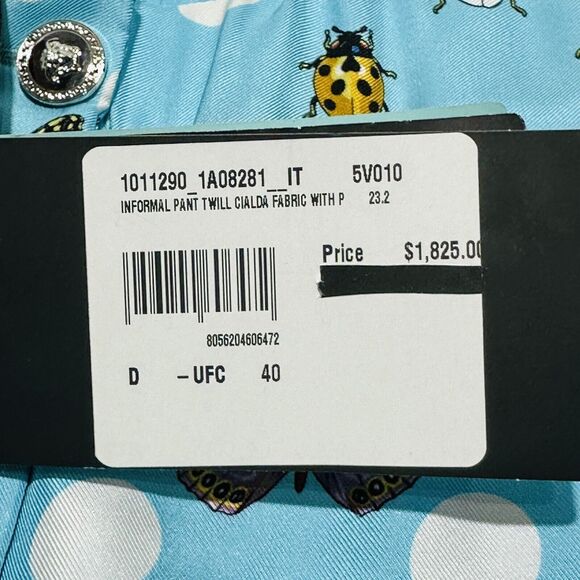 1011290_1A08281__IT 5V010
INFORMAL PANT TWILL CIALDA FABRIC WITH P 23.2
Price $1,825.00
8056204606472
D -UFC 40